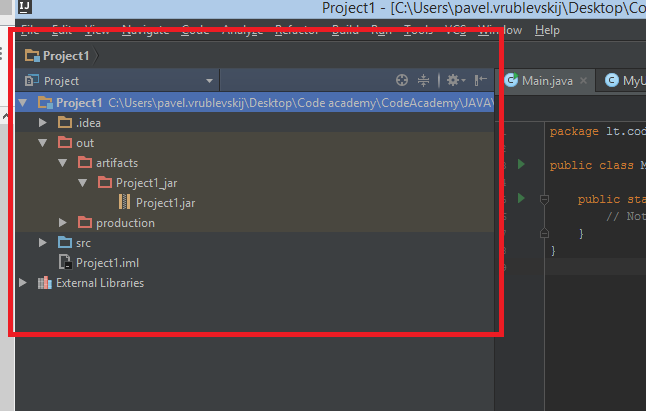 Project1 - [C:\Users\pavel.vrublevskij\Desktop\Co
File Edit View Navigate Code Analyze Refactor Build Run Tools VCS Window Help
Project1
Project
Main.java
MyU
Project1 C:\Users\pavel.vrublevskij\Desktop\Code academy\CodeAcademy\JAVA\
package lt.cod
.idea
out
public class M
artifacts
Project1_jar
public sta
Project1.jar
// Not
production
}
src
}
Project1.iml
External Libraries